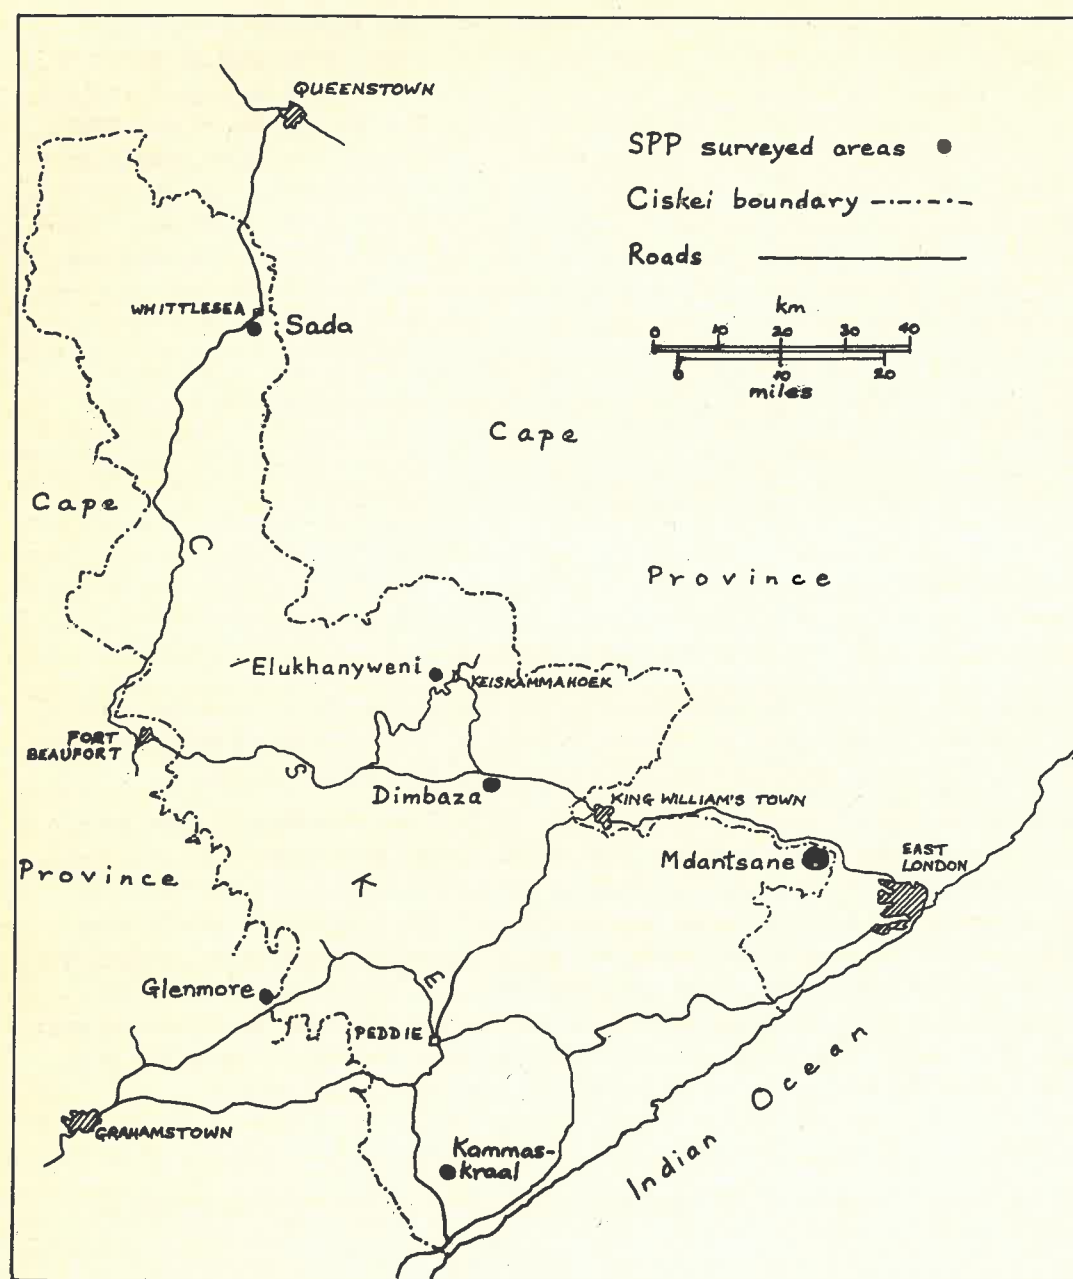 QUEENSTOWN
SPP surveyed areas
Ciskei boundary
Roads
km
0 10 20 30 40
0 10 20
miles
WHITTLESEA
Sada
Cape
Cape
C
Province
Elukhanyweni
KEISKAMMAHOEK
FORT
BEAUFORT
S
Dimbaza
KING WILLIAM'S TOWN
Mdantsane
EAST
LONDON
Province
K
E
Glenmore
PEDDIE
GRAHAMSTOWN
Kammas-
kraal
Indian Ocean